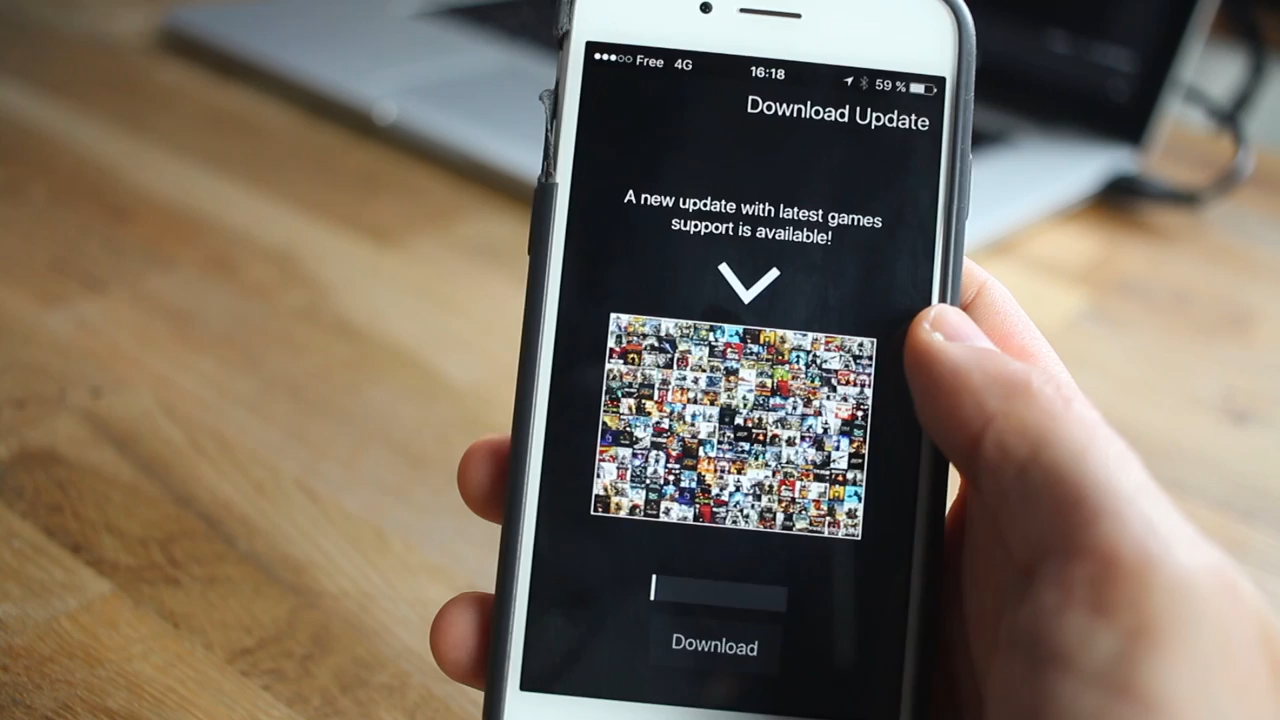 Free 4G 16:18 59 %
Download Update
A new update with latest games
support is available!
Download